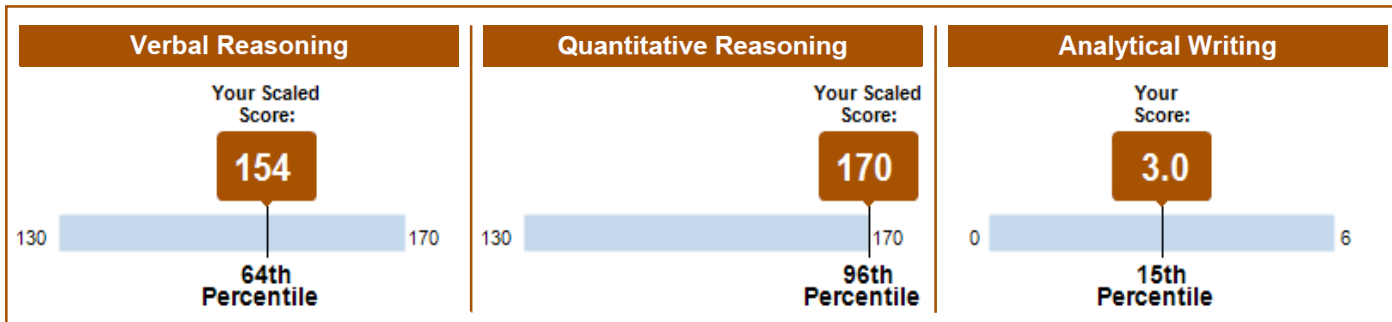 Verbal Reasoning
Your Scaled
Score:
154
130
170
64th
Percentile
Quantitative Reasoning
Your Scaled
Score:
170
130
170
96th
Percentile
Analytical Writing
Your
Score:
3.0
0
6
15th
Percentile